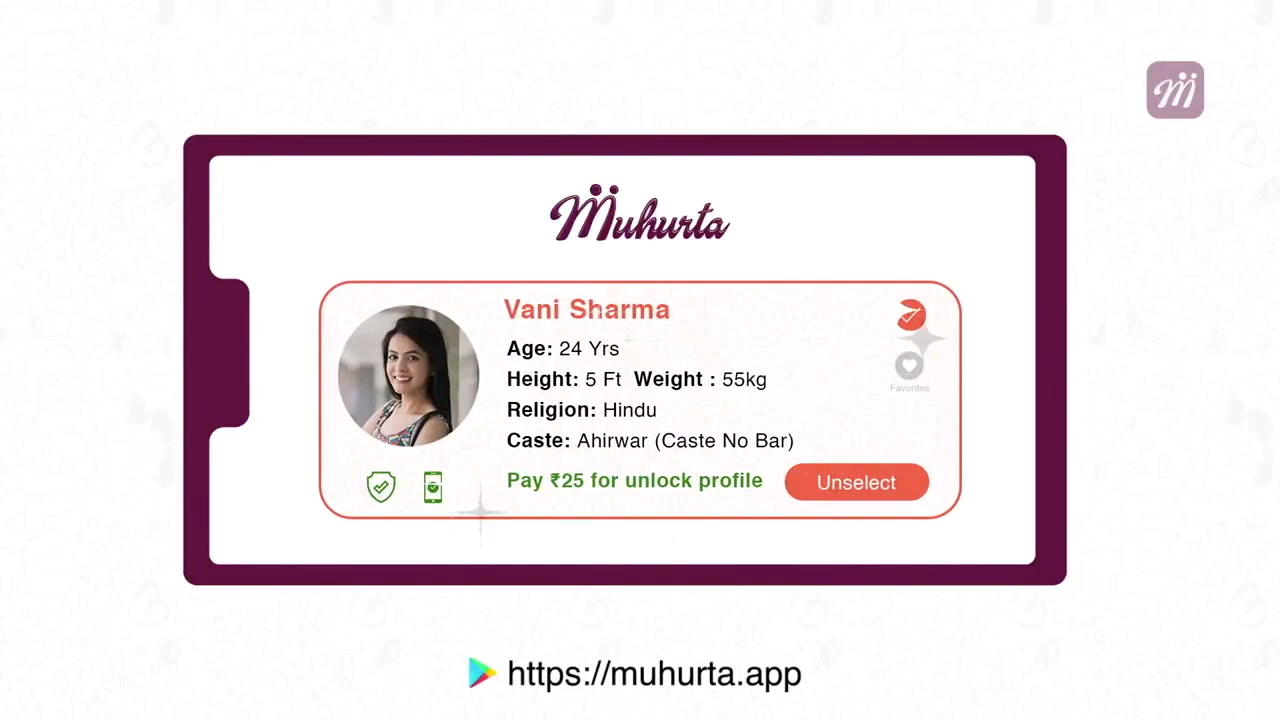 Muhurta
Vani Sharma
Age: 24 Yrs
Height: 5 Ft Weight : 55kg
Favorites
Religion: Hindu
Caste: Ahirwar (Caste No Bar)
Pay ₹25 for unlock profile
Unselect
https://muhurta.app